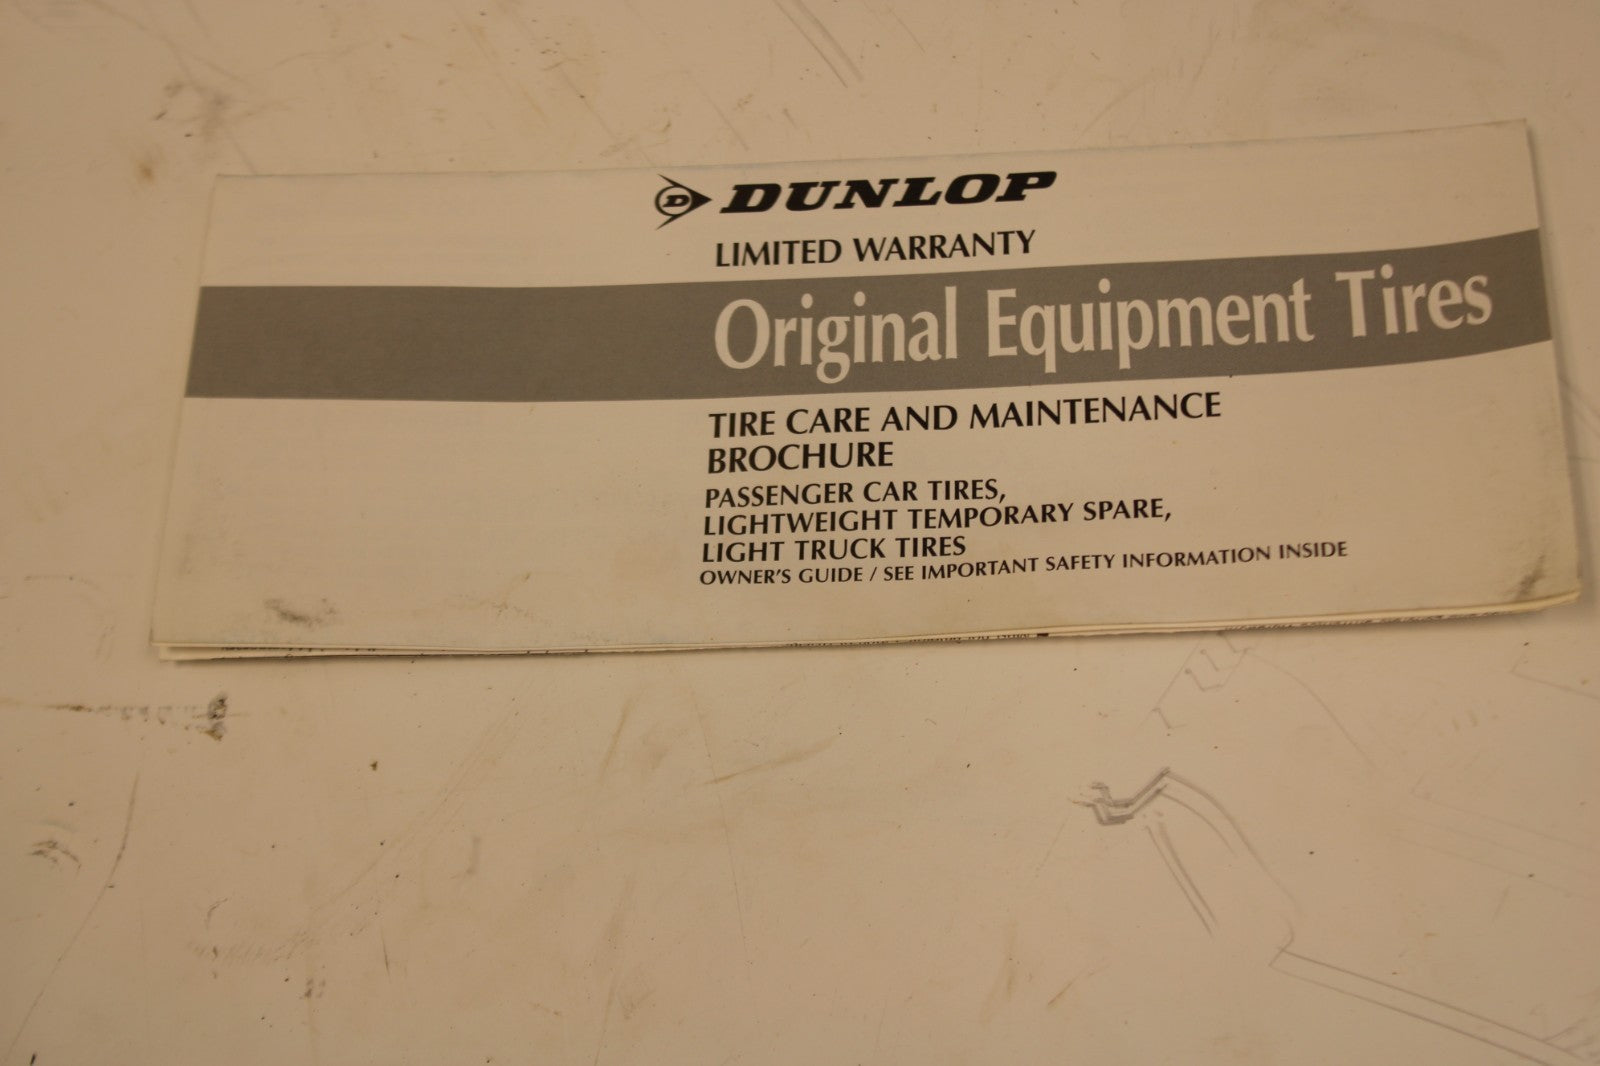 D DUNLOP
LIMITED WARRANTY
Original Equipment Tires
TIRE CARE AND MAINTENANCE
BROCHURE
PASSENGER CAR TIRES,
LIGHTWEIGHT TEMPORARY SPARE,
LIGHT TRUCK TIRES
OWNER'S GUIDE / SEE IMPORTANT SAFETY INFORMATION INSIDE